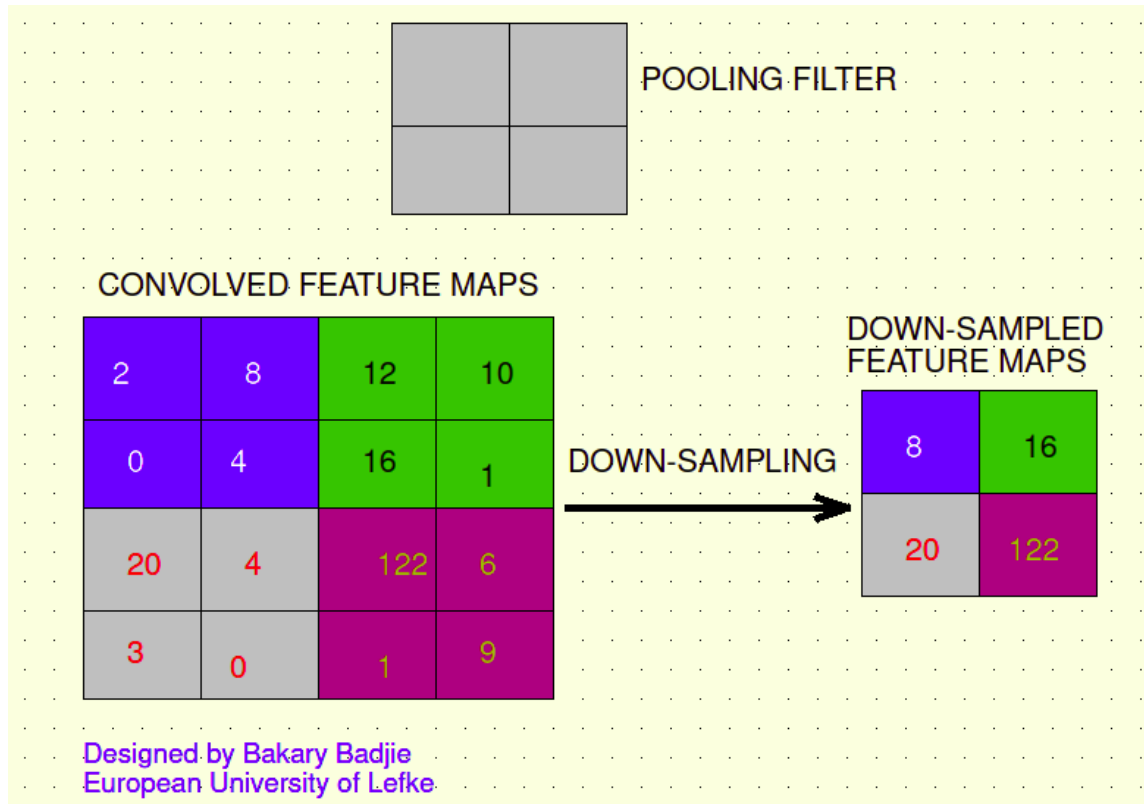 POOLING FILTER
CONVOLVED FEATURE MAPS
2 8 12 10
0 4 16 1
20 4 122 6
3 0 1 9
DOWN-SAMPLING
DOWN-SAMPLED
FEATURE MAPS
8 16
20 122
Designed by Bakary Badjie
European University of Lefke